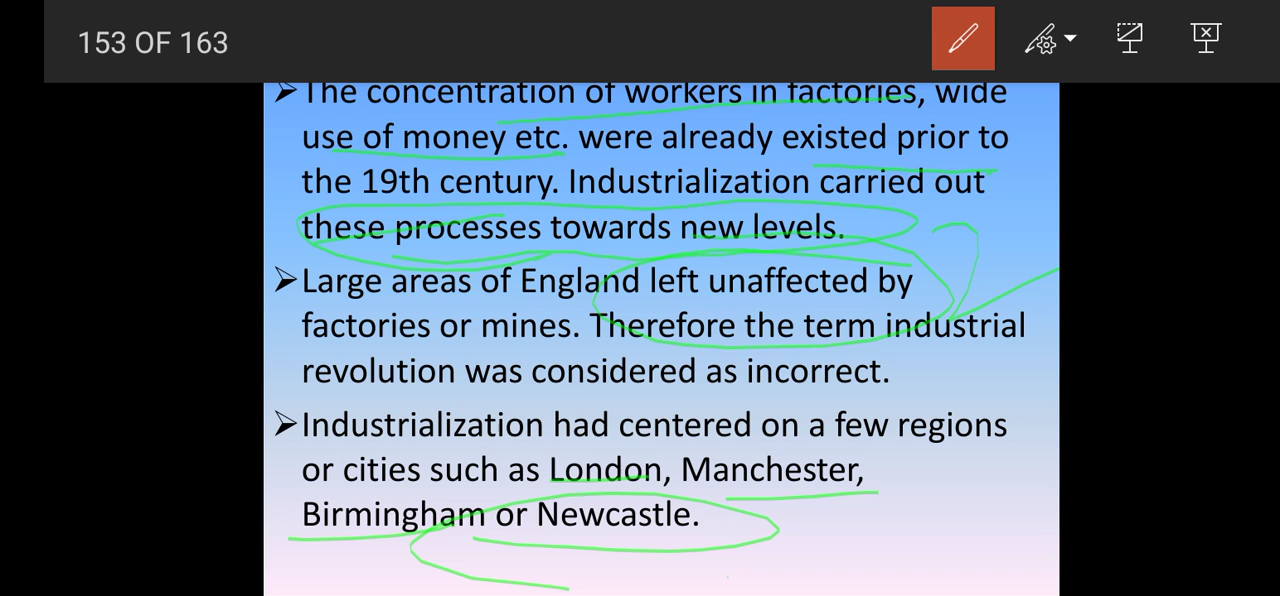 153 OF 163
➢The concentration of workers in factories, wide
use of money etc. were already existed prior to
the 19th century. Industrialization carried out
these processes towards new levels.
➢Large areas of England left unaffected by
factories or mines. Therefore the term industrial
revolution was considered as incorrect.
➢Industrialization had centered on a few regions
or cities such as London, Manchester,
Birmingham or Newcastle.